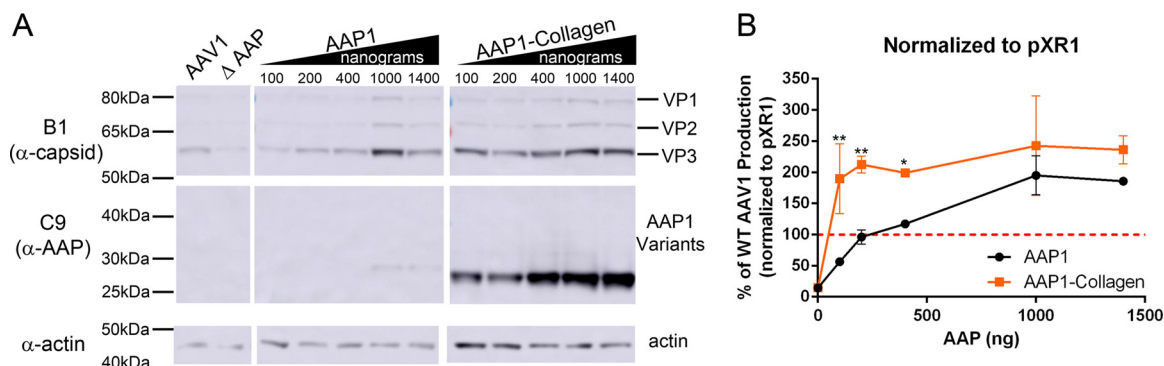 A
AAV1
Δ AAP
AAP1
nanograms
100 200 400 1000 1400
AAP1-Collagen
nanograms
100 200 400 1000 1400
B1
(α-capsid)
80kDa
65kDa
50kDa
VP1
VP2
VP3
C9
(α-AAP)
40kDa
30kDa
25kDa
AAP1
Variants
α-actin
50kDa
40kDa
actin
B
Normalized to pXR1
% of WT AAV1 Production
(normalized to pXR1)
350
300
250
200
150
100
50
0
** ** *
AAP1
AAP1-Collagen
0 500 1000 1500
AAP (ng)